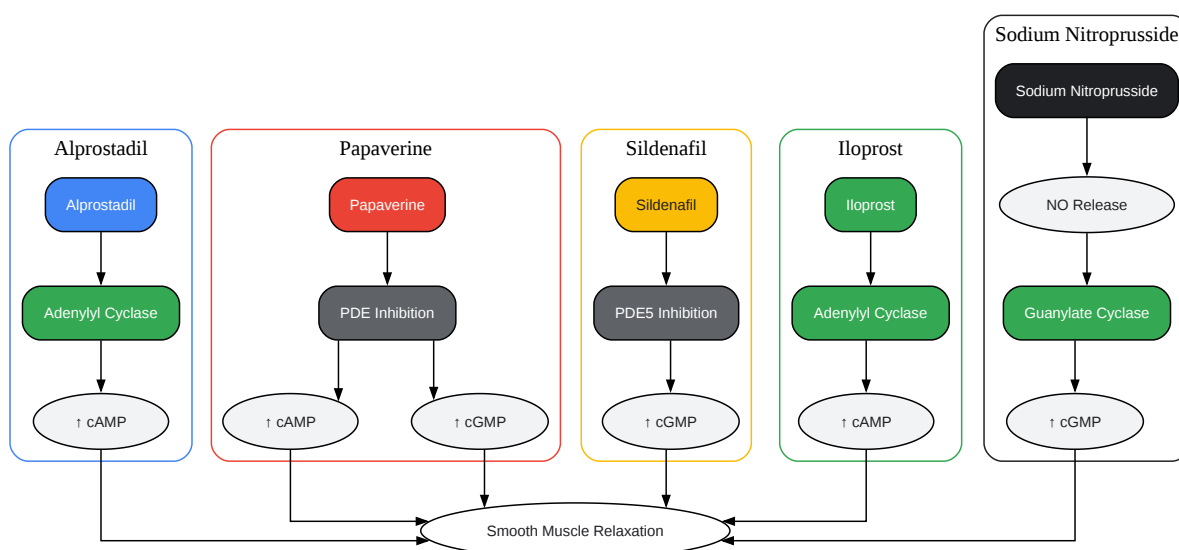 Sodium Nitroprusside
Sodium Nitroprusside
Alprostadil
Papaverine
Sildenafil
Iloprost
Alprostadil
Papaverine
Sildenafil
Iloprost
NO Release
Adenylyl Cyclase
PDE Inhibition
PDE5 Inhibition
Adenylyl Cyclase
Guanylate Cyclase
↑ cAMP
↑ cAMP
↑ cGMP
↑ cGMP
↑ cAMP
↑ cGMP
Smooth Muscle Relaxation